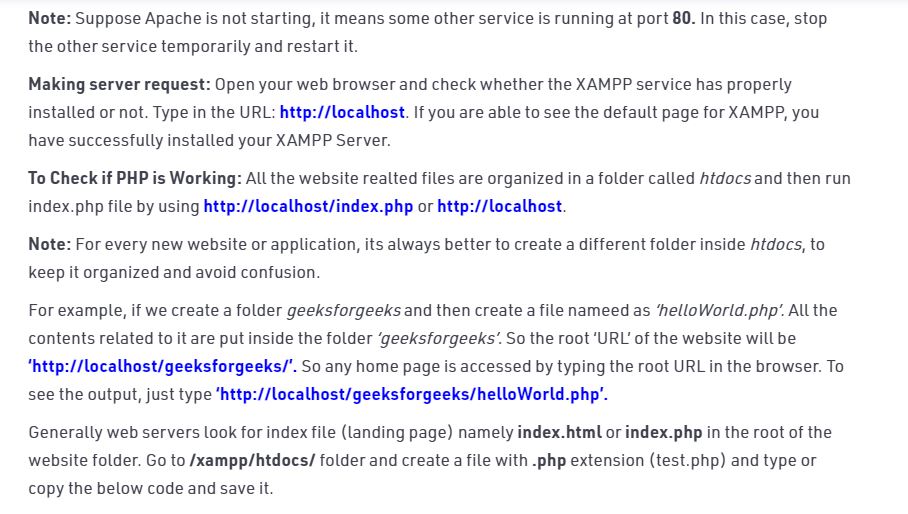 Note: Suppose Apache is not starting, it means some other service is running at port 80. In this case, stop
the other service temporarily and restart it.
Making server request: Open your web browser and check whether the XAMPP service has properly
installed or not. Type in the URL: http://localhost. If you are able to see the default page for XAMPP, you
have successfully installed your XAMPP Server.
To Check if PHP is Working: All the website realted files are organized in a folder called htdocs and then run
index.php file by using http://localhost/index.php or http://localhost.
Note: For every new website or application, its always better to create a different folder inside htdocs, to
keep it organized and avoid confusion.
For example, if we create a folder geeksforgeeks and then create a file nameed as ‘helloWorld.php’. All the
contents related to it are put inside the folder ‘geeksforgeeks’. So the root ‘URL’ of the website will be
‘http://localhost/geeksforgeeks/’. So any home page is accessed by typing the root URL in the browser. To
see the output, just type ‘http://localhost/geeksforgeeks/helloWorld.php’.
Generally web servers look for index file (landing page) namely index.html or index.php in the root of the
website folder. Go to /xampp/htdocs/ folder and create a file with .php extension (test.php) and type or
copy the below code and save it.